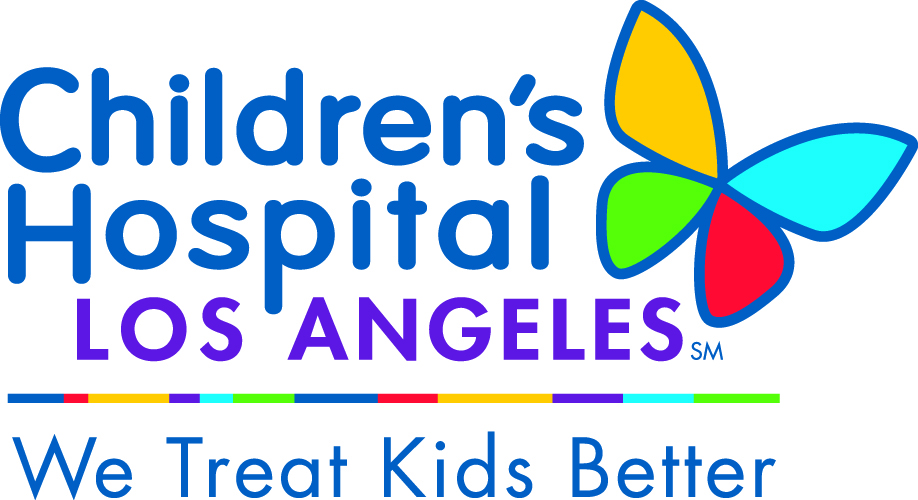 Children's
Hospital
LOS ANGELES SM
We Treat Kids Better